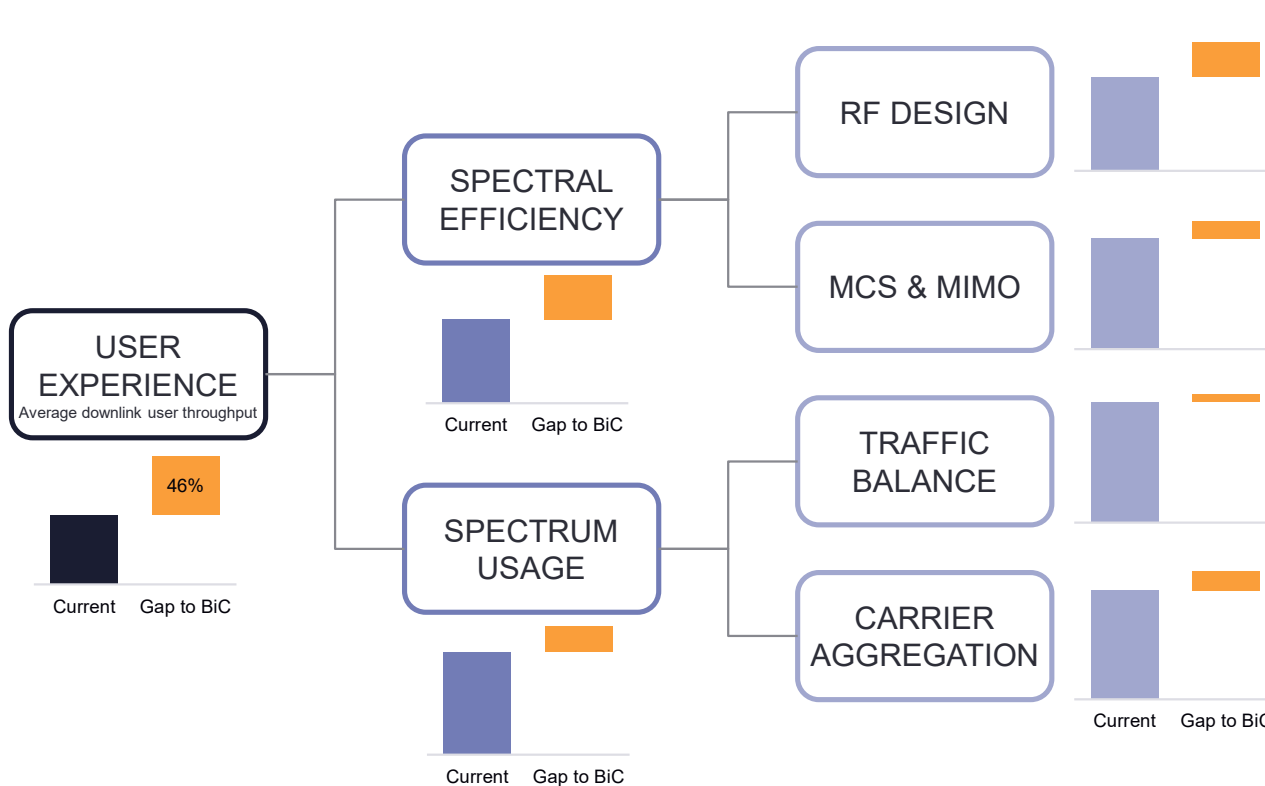 USER
EXPERIENCE
Average downlink user throughput
46%
Current Gap to BiC
SPECTRAL
EFFICIENCY
Current Gap to BiC
SPECTRUM
USAGE
Current Gap to BiC
RF DESIGN
MCS & MIMO
TRAFFIC
BALANCE
CARRIER
AGGREGATION
Current Gap to BiC